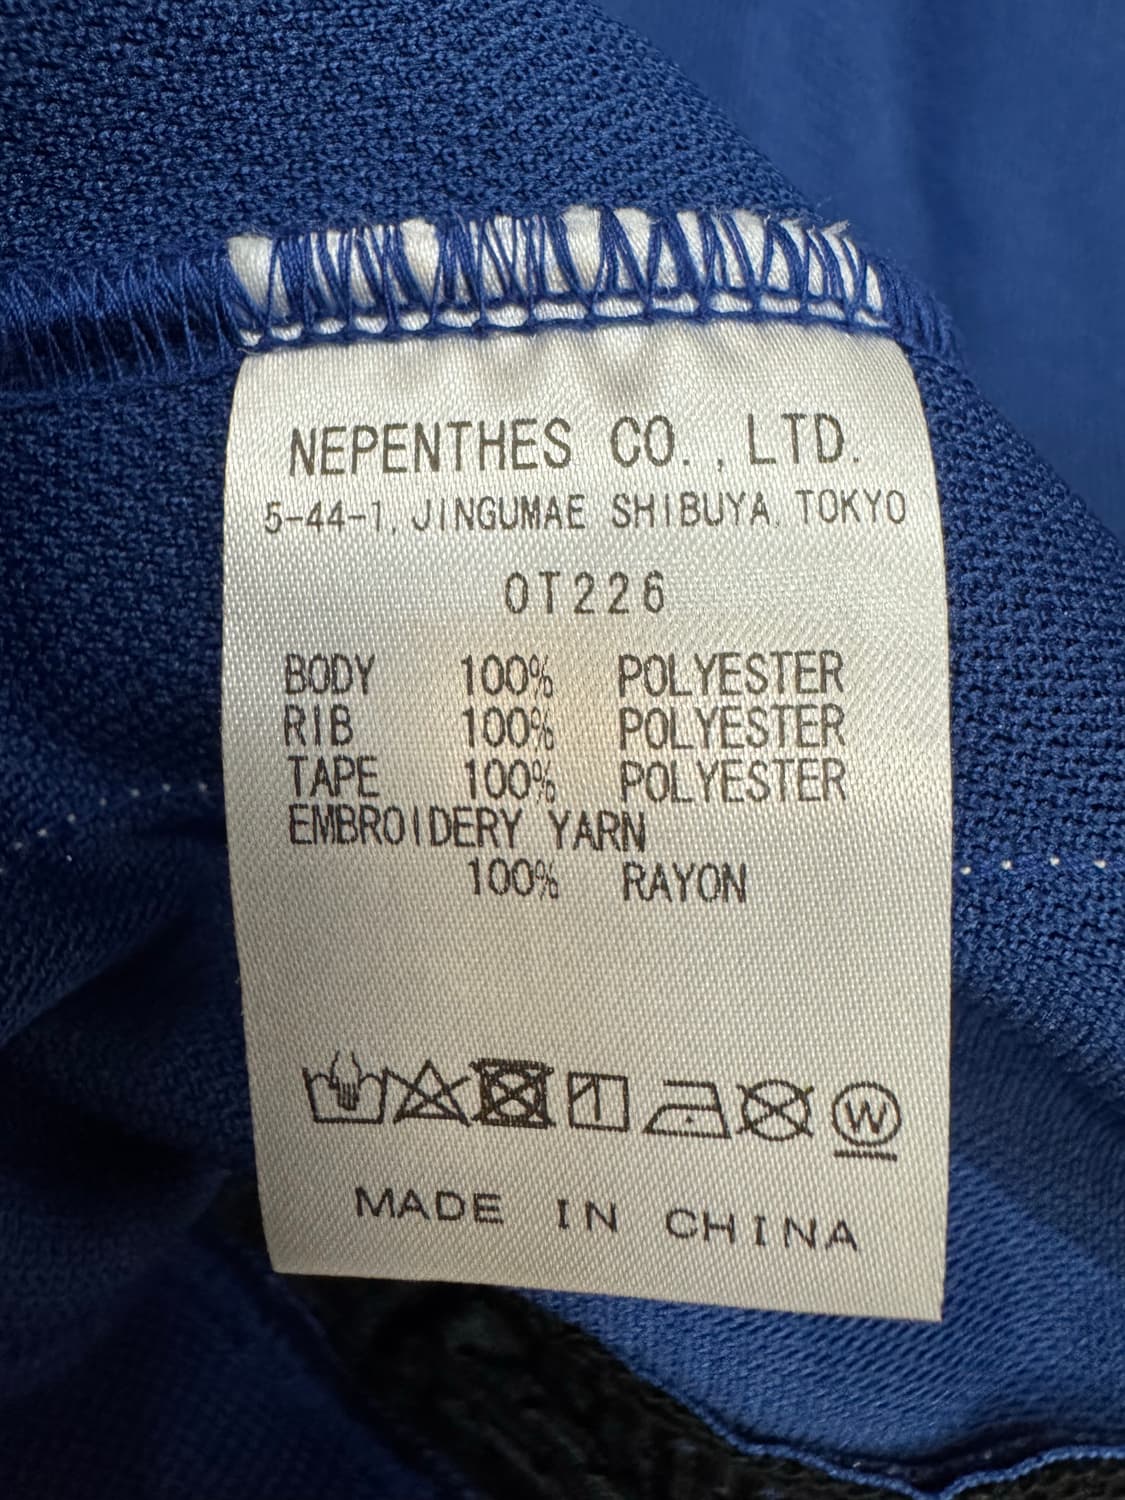 NEPENTHES CO., LTD.
5-44-1, JINGUMAE SHIBUYA, TOKYO
OT226
BODY 100% POLYESTER
RIB 100% POLYESTER
TAPE 100% POLYESTER
EMBROIDERY YARN
100% RAYON
W
MADE IN CHINA